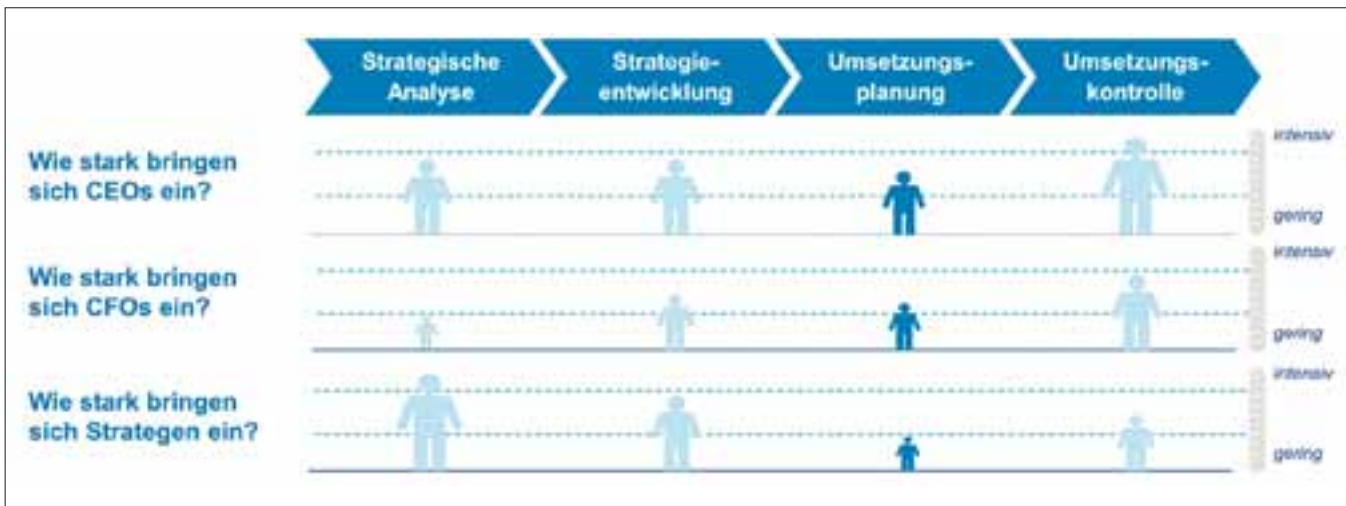 Strategische
Analyse
Strategie-
entwicklung
Umsetzungs-
planung
Umsetzungs-
kontrolle
Wie stark bringen
sich CEOs ein?
intensiv
gering
Wie stark bringen
sich CFOs ein?
intensiv
gering
Wie stark bringen
sich Strategen ein?
intensiv
gering